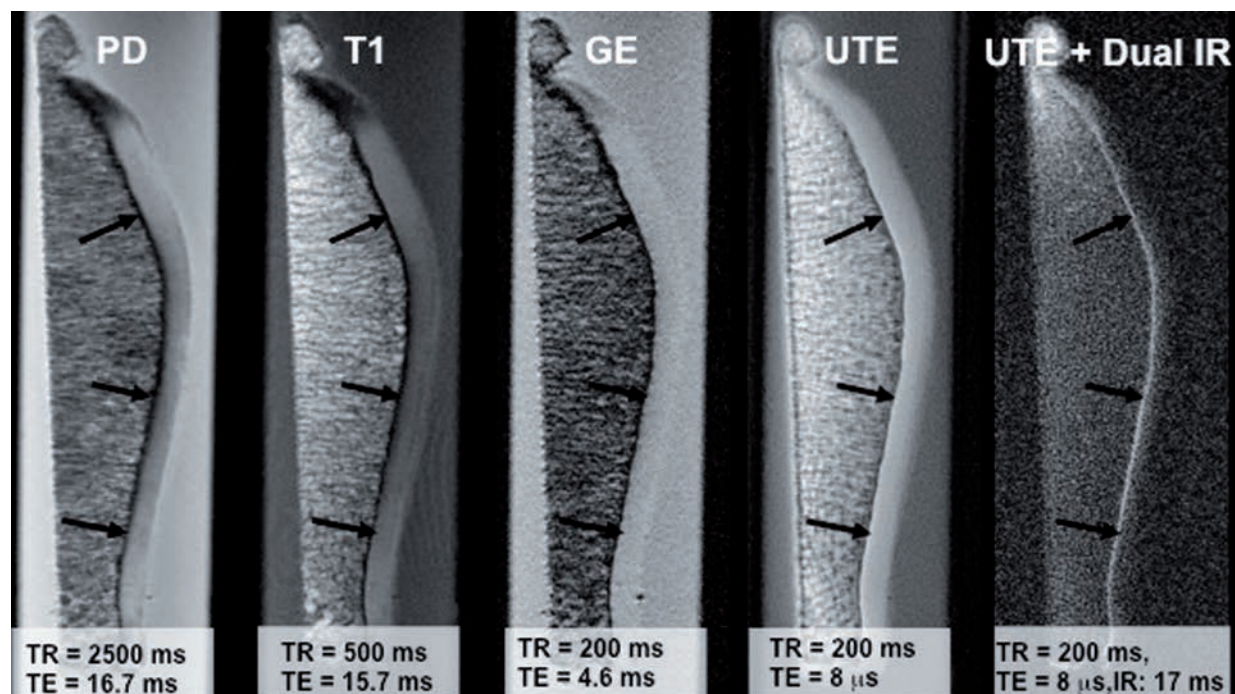 PD
T1
GE
UTE
UTE + Dual IR
TR = 2500 ms
TE = 16.7 ms
TR = 500 ms
TE = 15.7 ms
TR = 200 ms
TE = 4.6 ms
TR = 200 ms
TE = 8 μs
TR = 200 ms,
TE = 8 μs,IR: 17 ms